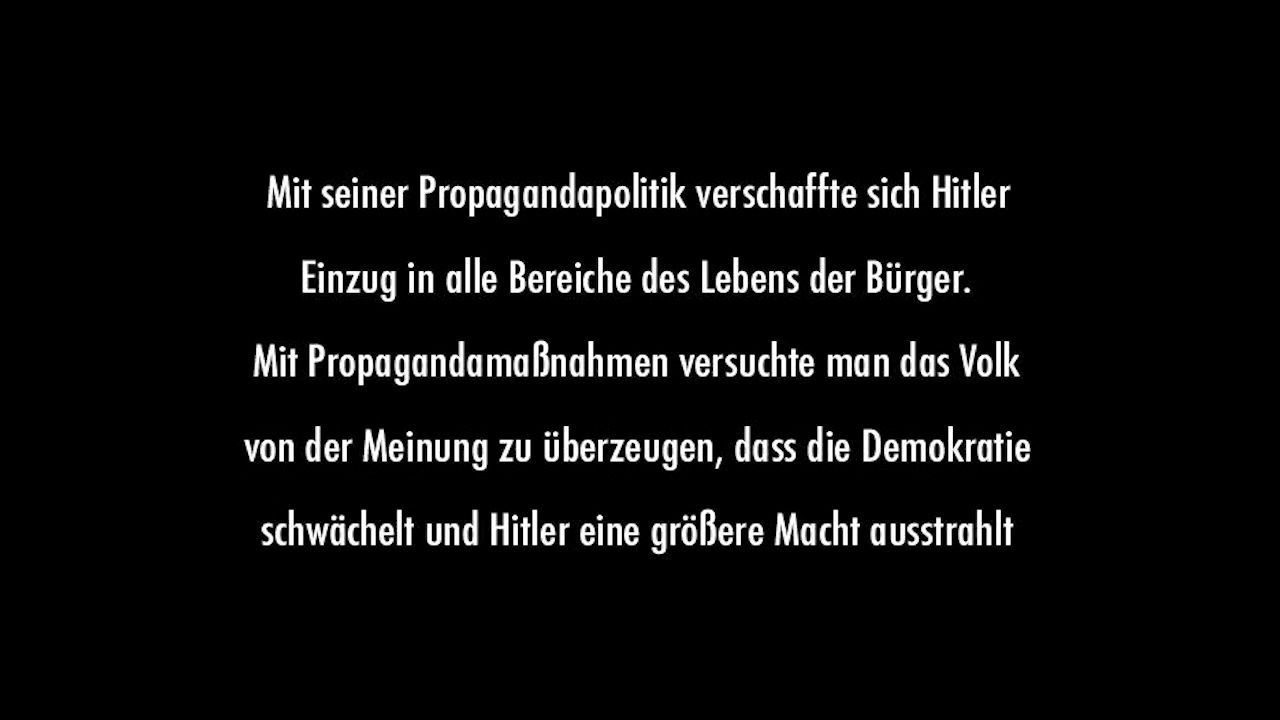 Mit seiner Propagandapolitik verschaffte sich Hitler
Einzug in alle Bereiche des Lebens der Bürger.
Mit Propagandamaßnahmen versuchte man das Volk
von der Meinung zu überzeugen, dass die Demokratie
schwächelt und Hitler eine größere Macht ausstrahlt